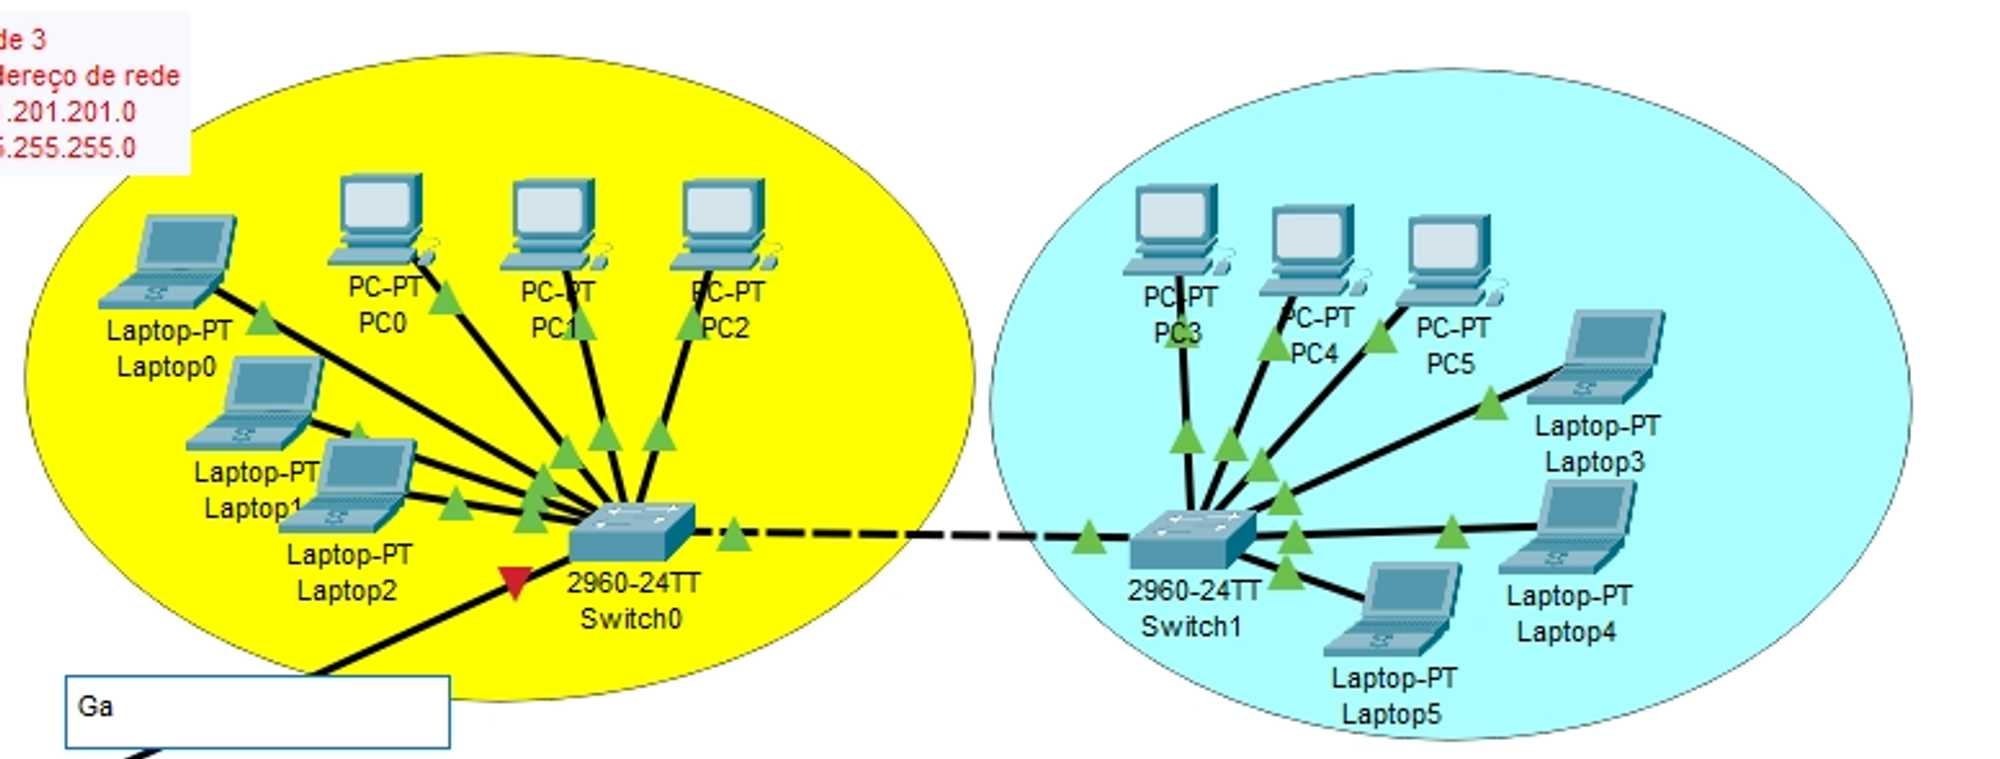 de 3
dereço de rede
1.201.201.0
5.255.255.0
Laptop-PT
Laptop0
PC-PT
PC0
PC-PT
PC1
PC-PT
PC2
Laptop-PT
Laptop1
Laptop-PT
Laptop2
2960-24TT
Switch0
Ga
PC-PT
PC3
PC-PT
PC4
PC-PT
PC5
Laptop-PT
Laptop3
2960-24TT
Switch1
Laptop-PT
Laptop4
Laptop-PT
Laptop5